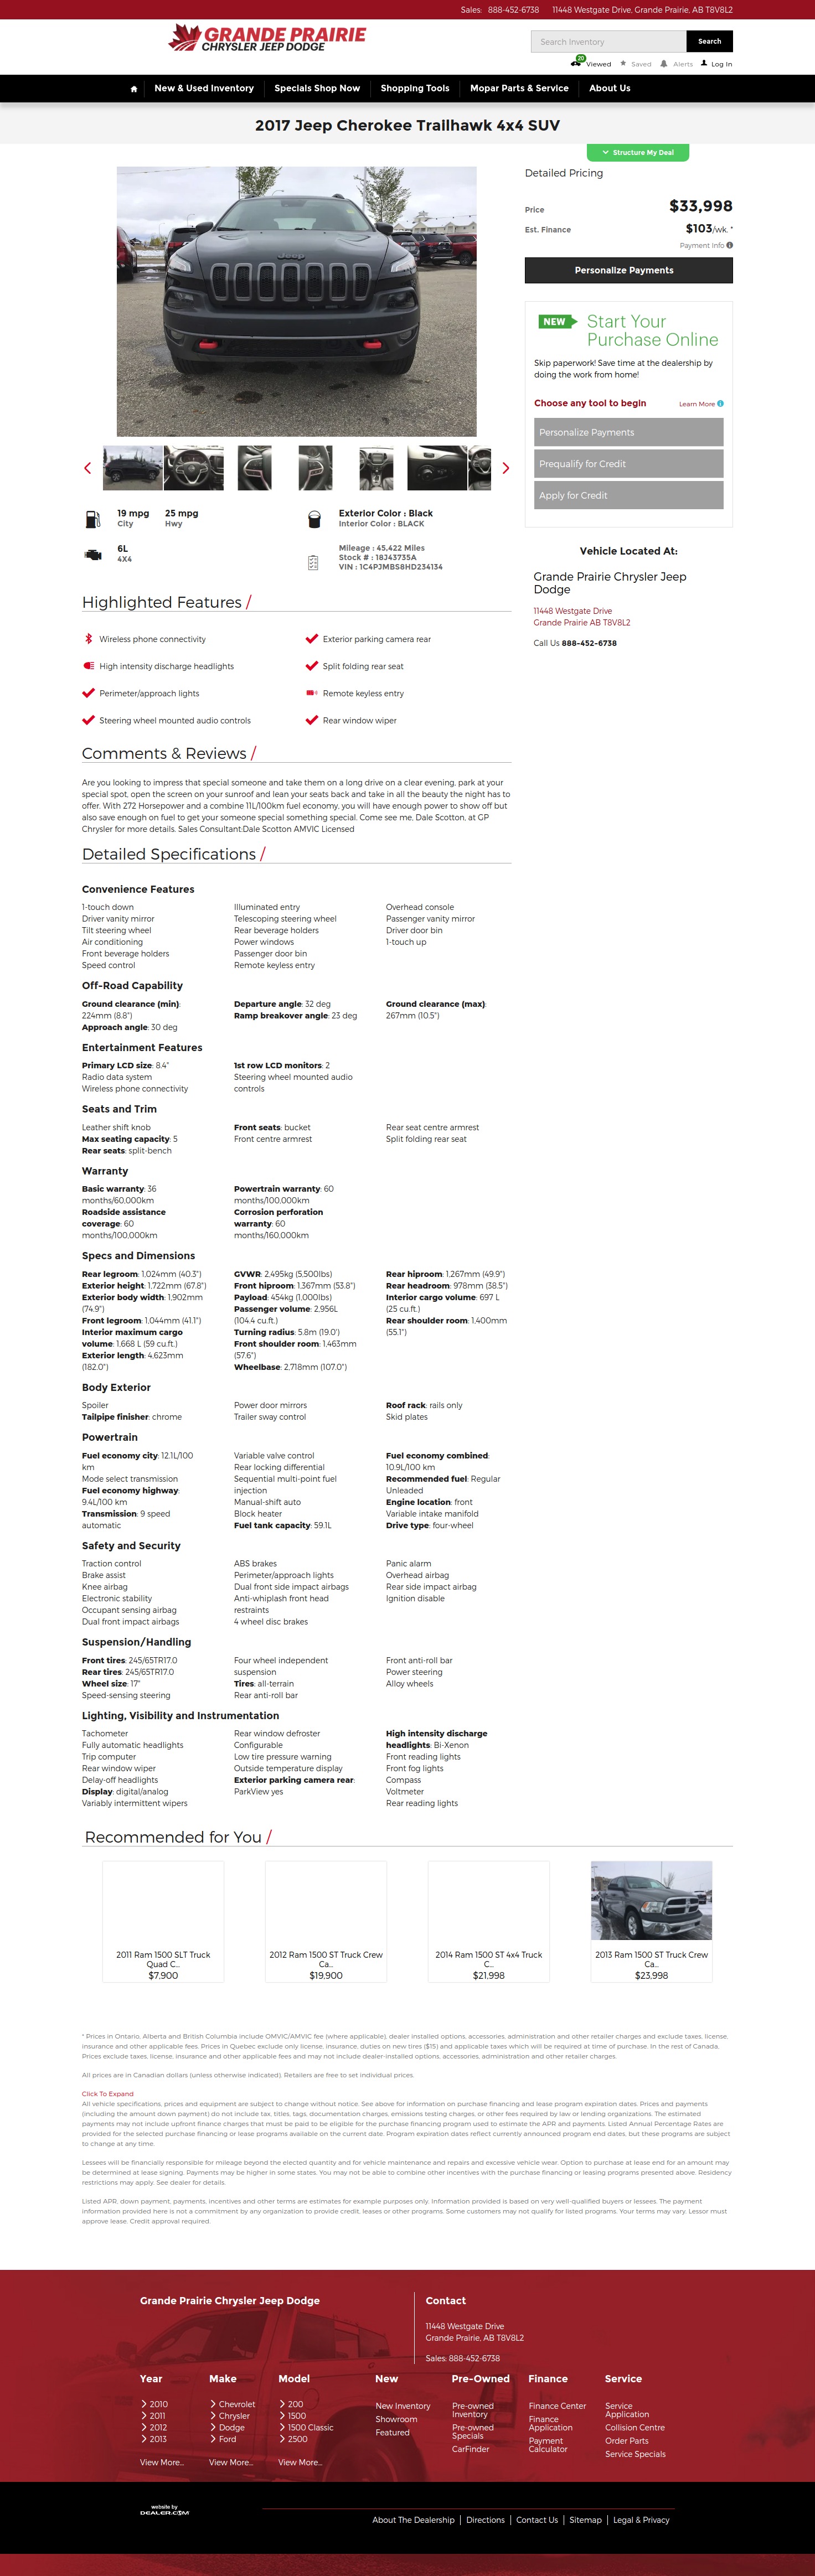 Sales: 888-452-6738 11448 Westgate Drive, Grande Prairie, AB T8V8L2
GRANDE PRAIRIE
CHRYSLER JEEP DODGE
Search Inventory
Search
20
Viewed
Saved
Alerts
Log In
New & Used Inventory
Specials Shop Now
Shopping Tools
Mopar Parts & Service
About Us
2017 Jeep Cherokee Trailhawk 4x4 SUV
Structure My Deal
Detailed Pricing
Price $33,998
Est. Finance $103/wk. *
Payment Info
Personalize Payments
NEW
Start Your
Purchase Online
Skip paperwork! Save time at the dealership by
doing the work from home!
Choose any tool to begin
Learn More
Personalize Payments
Prequalify for Credit
Apply for Credit
Vehicle Located At:
Grande Prairie Chrysler Jeep
Dodge
11448 Westgate Drive
Grande Prairie AB T8V8L2
Call Us 888-452-6738
Jeep
19 mpg
City
25 mpg
Hwy
Exterior Color : Black
Interior Color : BLACK
6L
4X4
Mileage : 45,422 Miles
Stock # : 18J43735A
VIN : 1C4PJMBS8HD234134
Highlighted Features /
Wireless phone connectivity
Exterior parking camera rear
High intensity discharge headlights
Split folding rear seat
Perimeter/approach lights
Remote keyless entry
Steering wheel mounted audio controls
Rear window wiper
Comments & Reviews /
Are you looking to impress that special someone and take them on a long drive on a clear evening, park at your
special spot, open the screen on your sunroof and lean your seats back and take in all the beauty the night has to
offer. With 272 Horsepower and a combine 11L/100km fuel economy, you will have enough power to show off but
also save enough on fuel to get your someone special something special. Come see me, Dale Scotton, at GP
Chrysler for more details. Sales Consultant:Dale Scotton AMVIC Licensed
Detailed Specifications /
Convenience Features
1-touch down
Driver vanity mirror
Tilt steering wheel
Air conditioning
Front beverage holders
Speed control
Illuminated entry
Telescoping steering wheel
Rear beverage holders
Power windows
Passenger door bin
Remote keyless entry
Overhead console
Passenger vanity mirror
Driver door bin
1-touch up
Off-Road Capability
Ground clearance (min):
224mm (8.8")
Approach angle: 30 deg
Departure angle: 32 deg
Ramp breakover angle: 23 deg
Ground clearance (max):
267mm (10.5")
Entertainment Features
Primary LCD size: 8.4"
Radio data system
Wireless phone connectivity
1st row LCD monitors: 2
Steering wheel mounted audio
controls
Seats and Trim
Leather shift knob
Max seating capacity: 5
Rear seats: split-bench
Front seats: bucket
Front centre armrest
Rear seat centre armrest
Split folding rear seat
Warranty
Basic warranty: 36
months/60,000km
Roadside assistance
coverage: 60
months/100,000km
Powertrain warranty: 60
months/100,000km
Corrosion perforation
warranty: 60
months/160,000km
Specs and Dimensions
Rear legroom: 1,024mm (40.3")
Exterior height: 1,722mm (67.8")
Exterior body width: 1,902mm
(74.9")
Front legroom: 1,044mm (41.1")
Interior maximum cargo
volume: 1,668 L (59 cu.ft.)
Exterior length: 4,623mm
(182.0")
GVWR: 2,495kg (5,500lbs)
Front hiproom: 1,367mm (53.8")
Payload: 454kg (1,000lbs)
Passenger volume: 2,956L
(104.4 cu.ft.)
Turning radius: 5.8m (19.0')
Front shoulder room: 1,463mm
(57.6")
Wheelbase: 2,718mm (107.0")
Rear hiproom: 1,267mm (49.9")
Rear headroom: 978mm (38.5")
Interior cargo volume: 697 L
(25 cu.ft.)
Rear shoulder room: 1,400mm
(55.1")
Body Exterior
Spoiler
Tailpipe finisher: chrome
Power door mirrors
Trailer sway control
Roof rack: rails only
Skid plates
Powertrain
Fuel economy city: 12.1L/100
km
Mode select transmission
Fuel economy highway:
9.4L/100 km
Transmission: 9 speed
automatic
Variable valve control
Rear locking differential
Sequential multi-point fuel
injection
Manual-shift auto
Block heater
Fuel tank capacity: 59.1L
Fuel economy combined:
10.9L/100 km
Recommended fuel: Regular
Unleaded
Engine location: front
Variable intake manifold
Drive type: four-wheel
Safety and Security
Traction control
Brake assist
Knee airbag
Electronic stability
Occupant sensing airbag
Dual front impact airbags
ABS brakes
Perimeter/approach lights
Dual front side impact airbags
Anti-whiplash front head
restraints
4 wheel disc brakes
Panic alarm
Overhead airbag
Rear side impact airbag
Ignition disable
Suspension/Handling
Front tires: 245/65TR17.0
Rear tires: 245/65TR17.0
Wheel size: 17"
Speed-sensing steering
Four wheel independent
suspension
Tires: all-terrain
Rear anti-roll bar
Front anti-roll bar
Power steering
Alloy wheels
Lighting, Visibility and Instrumentation
Tachometer
Fully automatic headlights
Trip computer
Rear window wiper
Delay-off headlights
Display: digital/analog
Variably intermittent wipers
Rear window defroster
Configurable
Low tire pressure warning
Outside temperature display
Exterior parking camera rear:
ParkView yes
High intensity discharge
headlights: Bi-Xenon
Front reading lights
Front fog lights
Compass
Voltmeter
Rear reading lights
Recommended for You /
2011 Ram 1500 SLT Truck
Quad C...
$7,900
2012 Ram 1500 ST Truck Crew
Ca...
$19,900
2014 Ram 1500 ST 4x4 Truck
C...
$21,998
2013 Ram 1500 ST Truck Crew
Ca...
$23,998
* Prices in Ontario, Alberta and British Columbia include OMVIC/AMVIC fee (where applicable), dealer installed options, accessories, administration and other retailer charges and exclude taxes, license,
insurance and other applicable fees. Prices in Quebec exclude only license, insurance, duties on new tires ($15) and applicable taxes which will be required at time of purchase. In the rest of Canada,
Prices exclude taxes, license, insurance and other applicable fees and may not include dealer-installed options, accessories, administration and other retailer charges.
All prices are in Canadian dollars (unless otherwise indicated). Retailers are free to set individual prices.
Click To Expand
All vehicle specifications, prices and equipment are subject to change without notice. See above for information on purchase financing and lease program expiration dates. Prices and payments
(including the amount down payment) do not include tax, titles, tags, documentation charges, emissions testing charges, or other fees required by law or lending organizations. The estimated
payments may not include upfront finance charges that must be paid to be eligible for the purchase financing program used to estimate the APR and payments. Listed Annual Percentage Rates are
provided for the selected purchase financing or lease programs available on the current date. Program expiration dates reflect currently announced program end dates, but these programs are subject
to change at any time.
Lessees will be financially responsible for mileage beyond the elected quantity and for vehicle maintenance and repairs and excessive vehicle wear. Option to purchase at lease end for an amount may
be determined at lease signing. Payments may be higher in some states. You may not be able to combine other incentives with the purchase financing or leasing programs presented above. Residency
restrictions may apply. See dealer for details.
Listed APR, down payment, payments, incentives and other terms are estimates for example purposes only. Information provided is based on very well-qualified buyers or lessees. The payment
information provided here is not a commitment by any organization to provide credit, leases or other programs. Some customers may not qualify for listed programs. Your terms may vary. Lessor must
approve lease. Credit approval required.
Grande Prairie Chrysler Jeep Dodge
Contact
11448 Westgate Drive
Grande Prairie, AB T8V8L2
Sales: 888-452-6738
Year
2010
2011
2012
2013
View More...
Make
Chevrolet
Chrysler
Dodge
Ford
View More...
Model
200
1500
1500 Classic
2500
View More...
New
New Inventory
Showroom
Featured
Pre-Owned
Pre-owned
Inventory
Pre-owned
Specials
CarFinder
Finance
Finance Center
Finance
Application
Payment
Calculator
Service
Service
Application
Collision Centre
Order Parts
Service Specials
website by
DEALER.COM
About The Dealership | Directions | Contact Us | Sitemap | Legal & Privacy